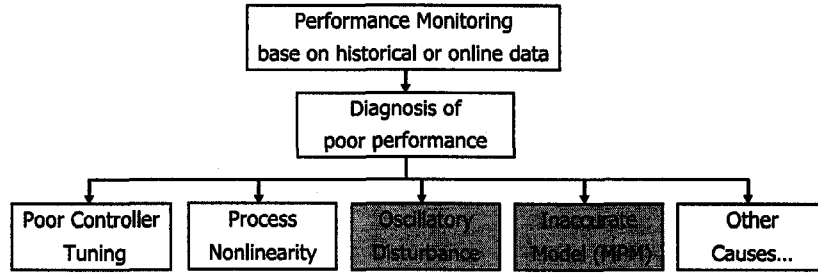 Performance Monitoring
base on historical or online data
Diagnosis of
poor performance
Poor Controller
Tuning
Process
Nonlinearity
Oscillatory
Disturbance
Inaccurate
Model (MPM)
Other
Causes...